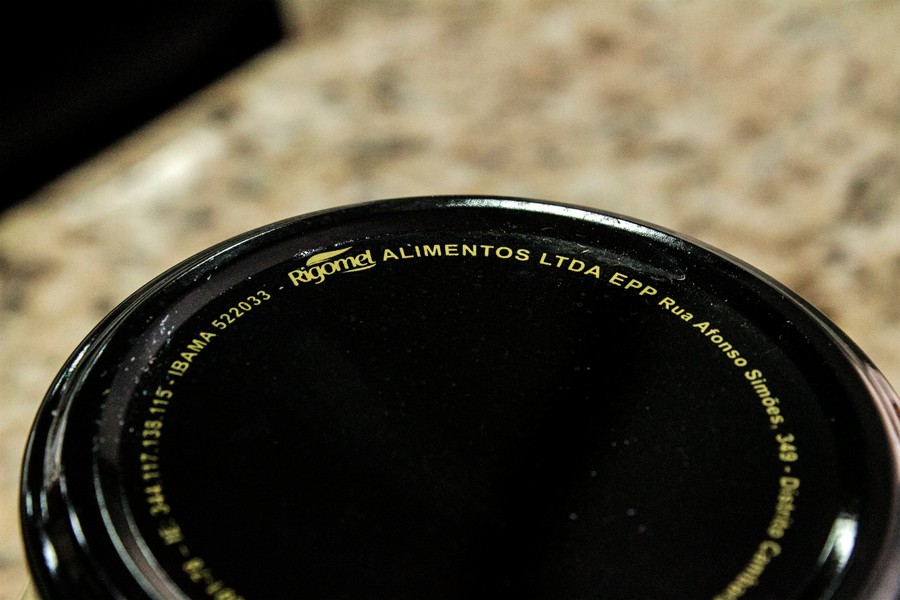 IE: 344.117.138.115 - IBAMA 522033 - Rigomel ALIMENTOS LTDA EPP Rua Afonso Simões, 349 - Distrito